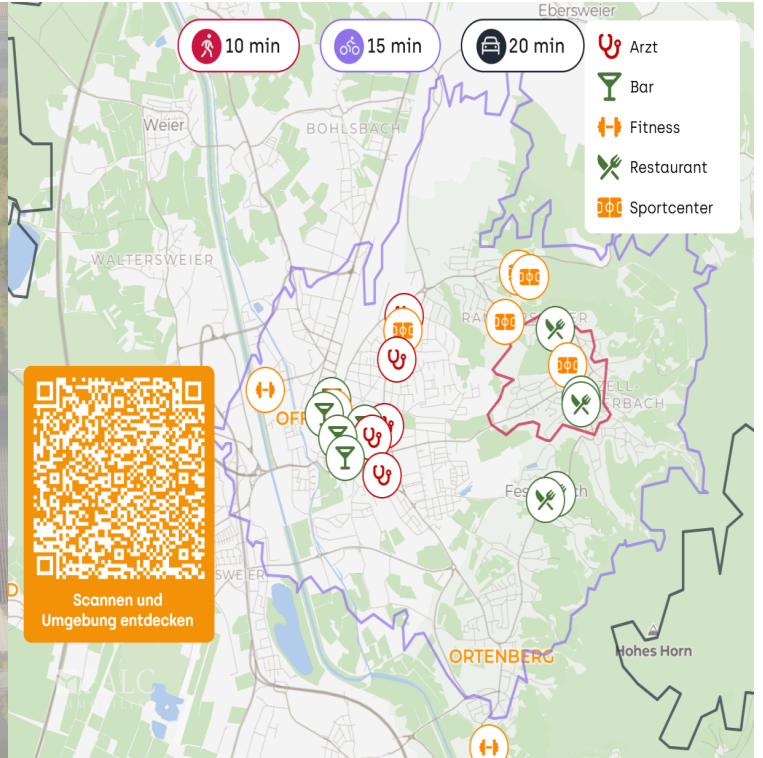 Ebersweier
10 min
15 min
20 min
Arzt
Bar
Fitness
Restaurant
Sportcenter
Weier
BOHLSBACH
WALTERSWEIER
ORTENBERG
Hohes Horn
Scannen und
Umgebung entdecken